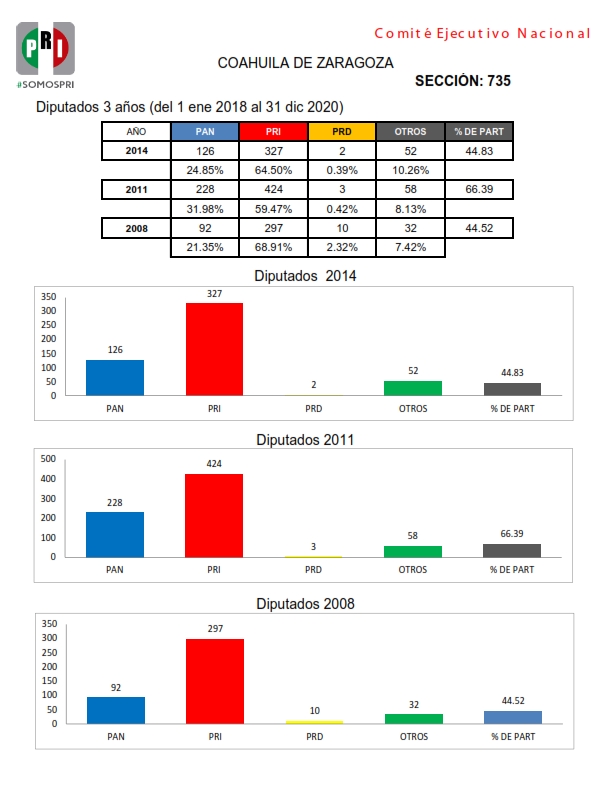 Comité Ejecutivo Nacional
PRI
#SOMOSPRI
COAHUILA DE ZARAGOZA
SECCIÓN: 735
Diputados 3 años (del 1 ene 2018 al 31 dic 2020)
AÑO PAN PRI PRD OTROS % DE PART
2014 126 327 2 52 44.83
24.85% 64.50% 0.39% 10.26%
2011 228 424 3 58 66.39
31.98% 59.47% 0.42% 8.13%
2008 92 297 10 32 44.52
21.35% 68.91% 2.32% 7.42%
Diputados 2014
350
300
250
200
150
100
50
0
126
327
2
52
44.83
PAN PRI PRD OTROS % DE PART
Diputados 2011
500
400
300
200
100
0
228
424
3
58
66.39
PAN PRI PRD OTROS % DE PART
Diputados 2008
350
300
250
200
150
100
50
0
92
297
10
32
44.52
PAN PRI PRD OTROS % DE PART